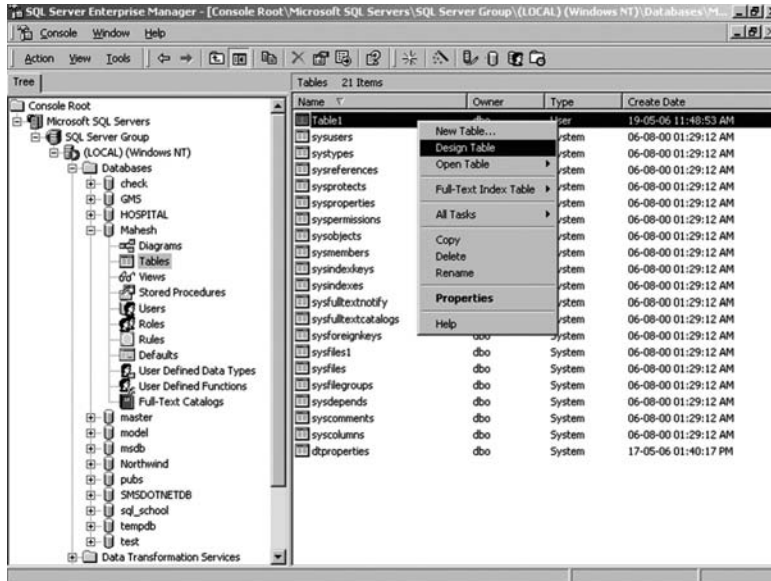 SQL Server Enterprise Manager - [Console Root\Microsoft SQL Servers\SQL Server Group\(LOCAL) (Windows NT)\Databases\M...
Console Window Help
Action View Tools
Tree
Tables 21 Items
Console Root
Microsoft SQL Servers
SQL Server Group
(LOCAL) (Windows NT)
Databases
check
GMS
HOSPITAL
Mahesh
Diagrams
Tables
Views
Stored Procedures
Users
Roles
Rules
Defaults
User Defined Data Types
User Defined Functions
Full-Text Catalogs
master
model
msdb
Northwind
pubs
SMSDOTNETDB
sql_school
tempdb
test
Data Transformation Services
Name Owner Type Create Date
Table1 dbo User 19-05-06 11:48:53 AM
sysusers ystem 06-08-00 01:29:12 AM
systypes ystem 06-08-00 01:29:12 AM
sysreferences ystem 06-08-00 01:29:12 AM
sysprotects ystem 06-08-00 01:29:12 AM
sysproperties ystem 06-08-00 01:29:12 AM
syspermissions ystem 06-08-00 01:29:12 AM
sysobjects ystem 06-08-00 01:29:12 AM
sysmembers ystem 06-08-00 01:29:12 AM
sysindexkeys ystem 06-08-00 01:29:12 AM
sysindexes ystem 06-08-00 01:29:12 AM
sysfulltextnotify ystem 06-08-00 01:29:12 AM
sysfulltextcatalogs ystem 06-08-00 01:29:12 AM
sysforeignkeys dbo System 06-08-00 01:29:12 AM
sysfiles1 dbo System 06-08-00 01:29:12 AM
sysfiles dbo System 06-08-00 01:29:12 AM
sysfilegroups dbo System 06-08-00 01:29:12 AM
sysdepends dbo System 06-08-00 01:29:12 AM
syscomments dbo System 06-08-00 01:29:12 AM
syscolumns dbo System 06-08-00 01:29:12 AM
dtproperties dbo System 17-05-06 01:40:17 PM
New Table...
Design Table
Open Table
Full-Text Index Table
All Tasks
Copy
Delete
Rename
Properties
Help